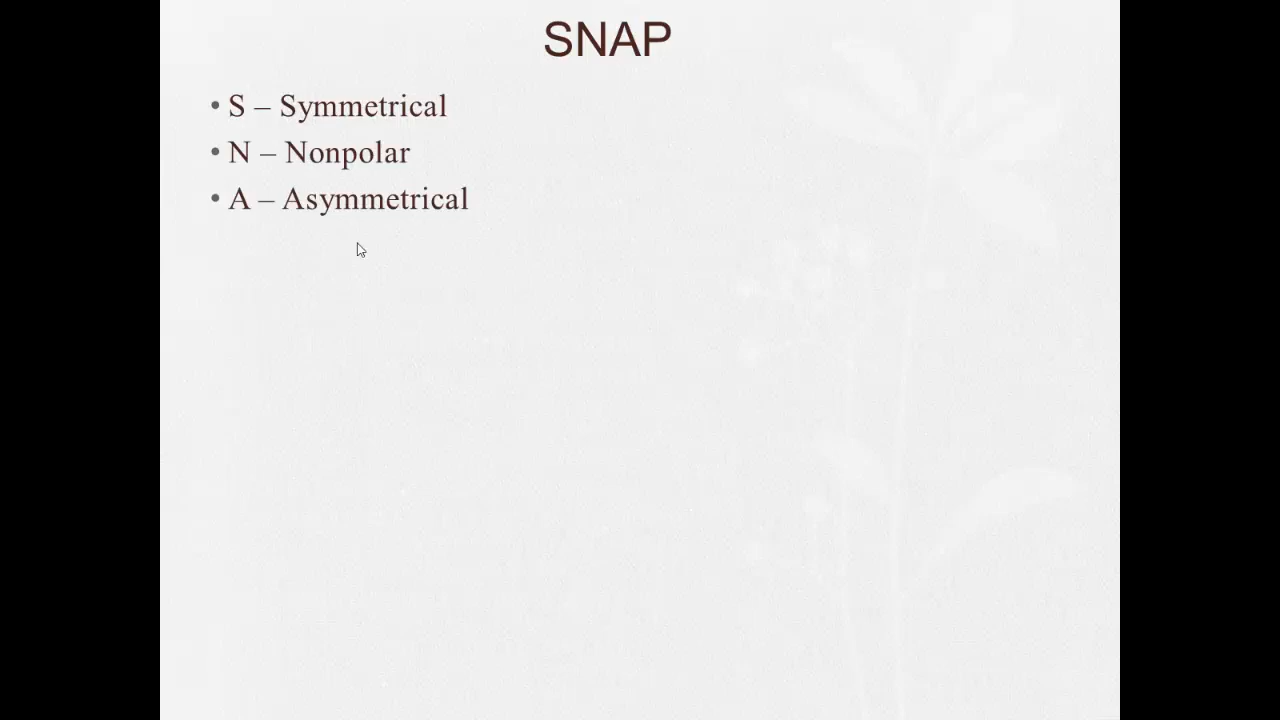 SNAP
• S – Symmetrical
• N – Nonpolar
• A – Asymmetrical